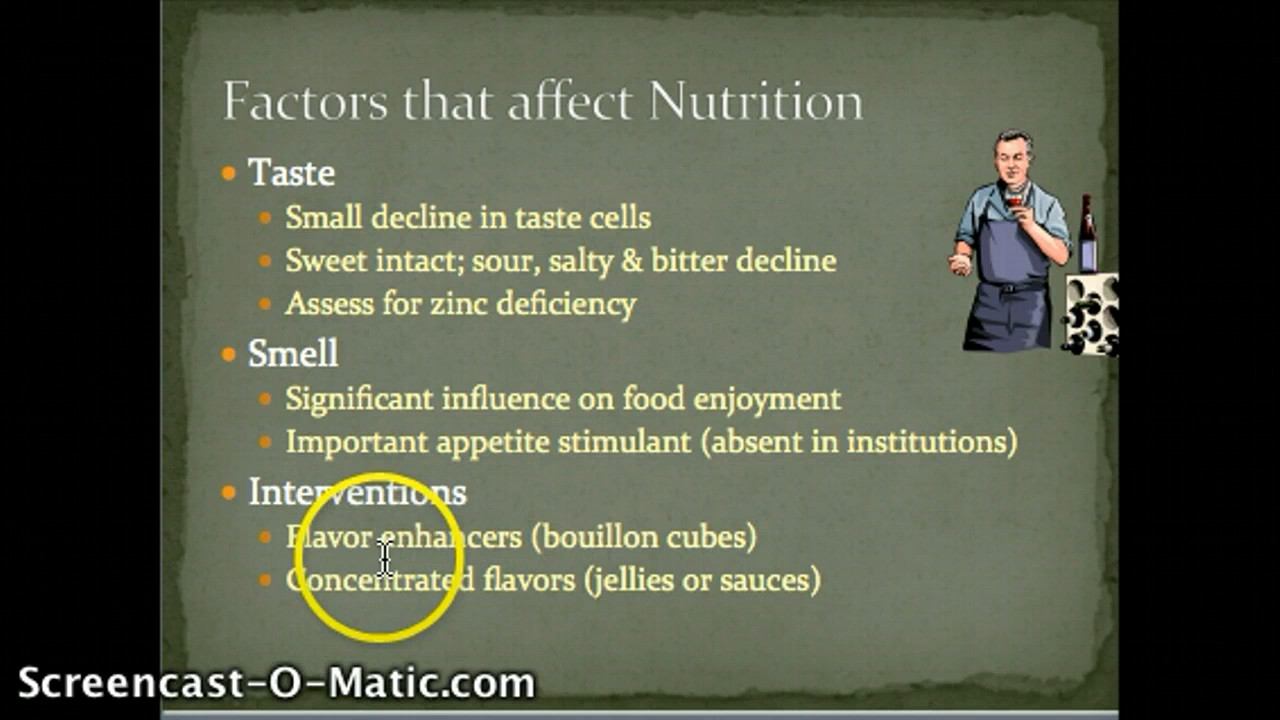 Factors that affect Nutrition
Taste
Small decline in taste cells
Sweet intact; sour, salty & bitter decline
Assess for zinc deficiency
Smell
Significant influence on food enjoyment
Important appetite stimulant (absent in institutions)
Interventions
Flavor enhancers (bouillon cubes)
Concentrated flavors (jellies or sauces)
Screencast-O-Matic.com